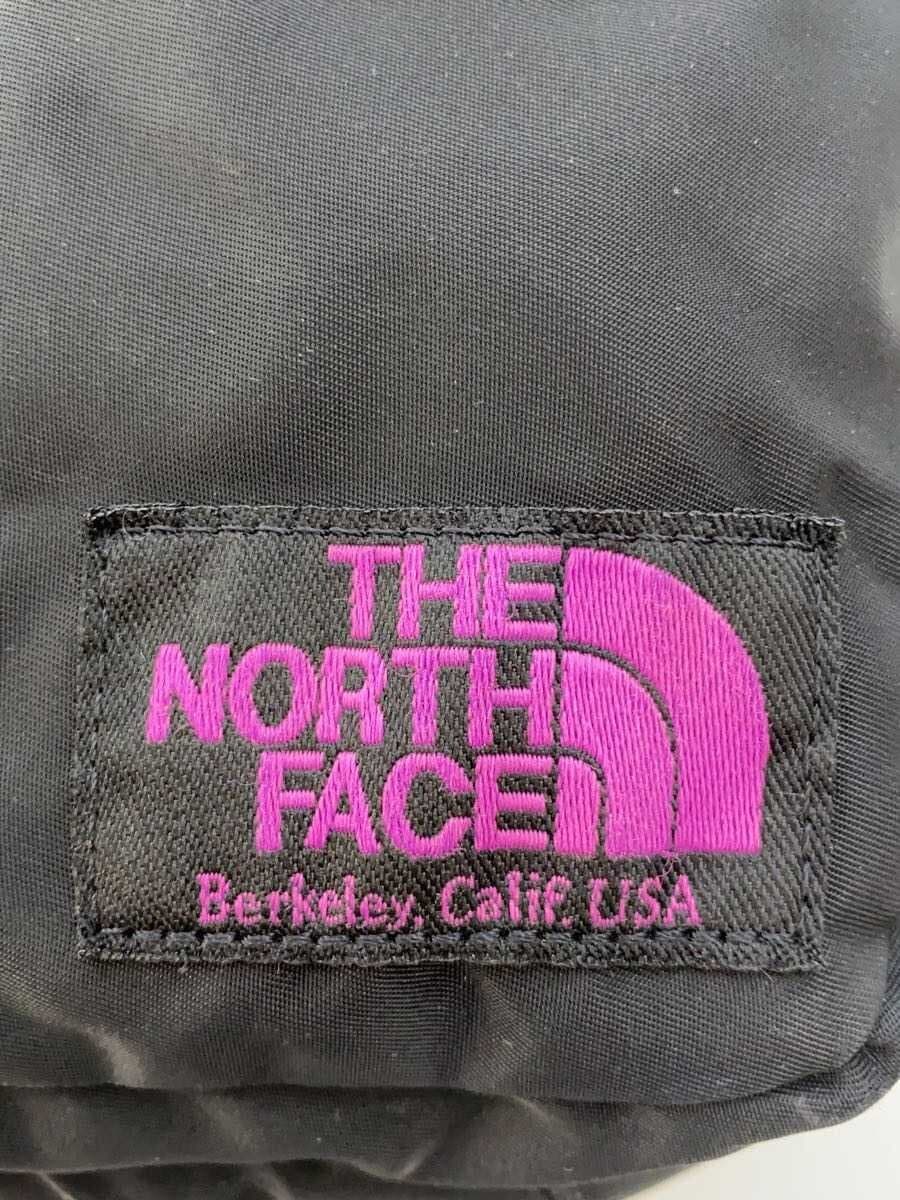 THE
NORTH
FACE
Berkeley, Calif. USA